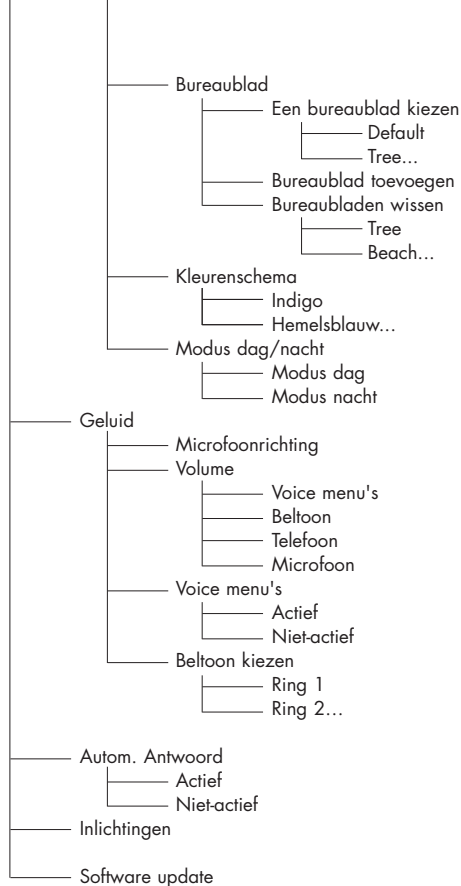 Bureaublad
Een bureaublad kiezen
Default
Tree...
Bureaublad toevoegen
Bureaubladen wissen
Tree
Beach...
Kleurenschema
Indigo
Hemelsblauw...
Modus dag/nacht
Modus dag
Modus nacht
Geluid
Microfoonrichting
Volume
Voice menu's
Beltoon
Telefoon
Microfoon
Voice menu's
Actief
Niet-actief
Beltoon kiezen
Ring 1
Ring 2...
Autom. Antwoord
Actief
Niet-actief
Inlichtingen
Software update